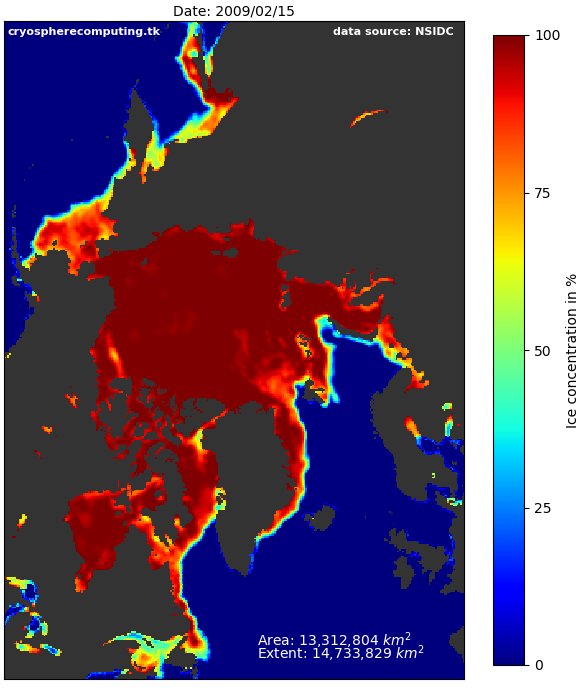 Date: 2009/02/15
cryospherecomputing.tk data source: NSIDC
100
75
50
25
0
Ice concentration in %
Area: 13,312,804 km²
Extent: 14,733,829 km²